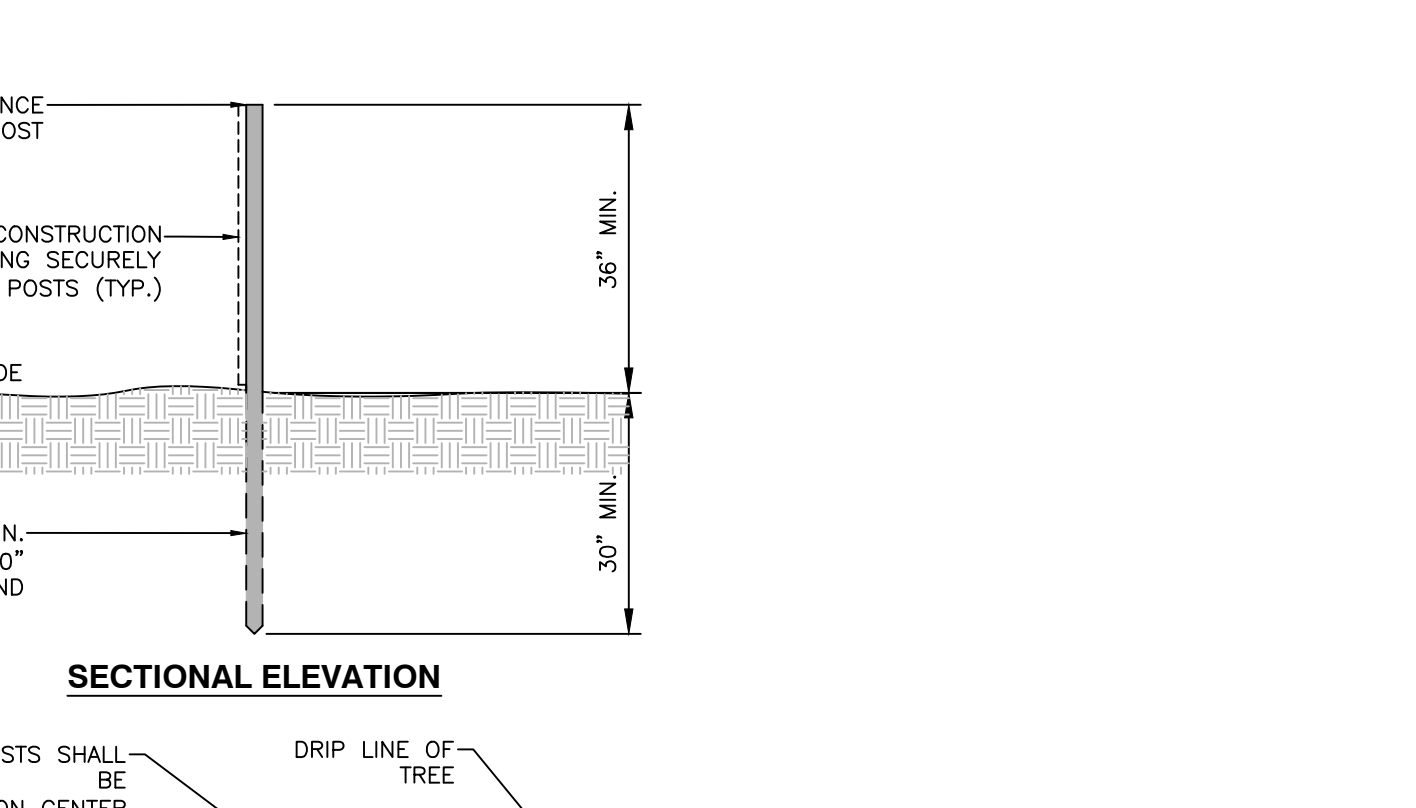 NCE
OST
CONSTRUCTION
NG SECURELY
POSTS (TYP.)
36” MIN.
DE
30” MIN.
N.
0”
ND
SECTIONAL ELEVATION
STS SHALL
BE
ON CENTER
DRIP LINE OF
TREE